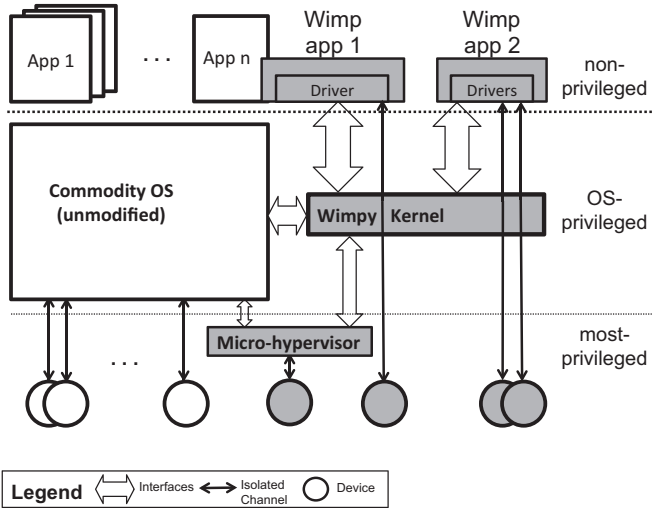 Wimp
app 1
Wimp
app 2
App 1
. . .
App n
Driver
Drivers
non-
privileged
Commodity OS
(unmodified)
Wimpy Kernel
OS-
privileged
Micro-hypervisor
most-
privileged
. . .
Legend
Interfaces
Isolated
Channel
Device